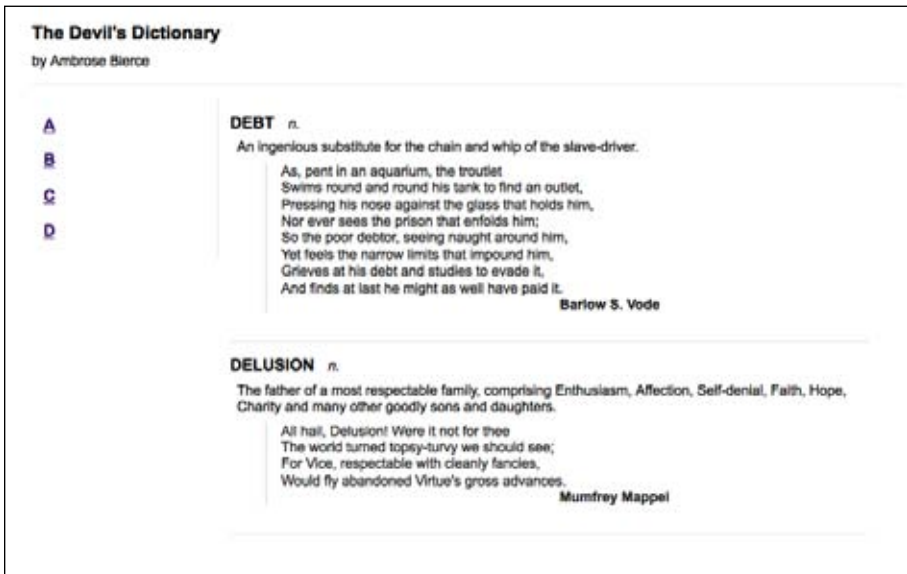 The Devil's Dictionary
by Ambrose Bierce
A
B
C
D
DEBT n.
An ingenious substitute for the chain and whip of the slave-driver.
As, pent in an aquarium, the troutlet
Swims round and round his tank to find an outlet,
Pressing his nose against the glass that holds him,
Nor ever sees the prison that enfolds him;
So the poor debtor, seeing naught around him,
Yet feels the narrow limits that impound him,
Grieves at his debt and studies to evade it,
And finds at last he might as well have paid it.
Barlow S. Vode
DELUSION n.
The father of a most respectable family, comprising Enthusiasm, Affection, Self-denial, Faith, Hope,
Charity and many other goodly sons and daughters.
All hail, Delusion! Were it not for thee
The world turned topsy-turvy we should see;
For Vice, respectable with cleanly fancies,
Would fly abandoned Virtue's gross advances.
Mumfrey Mappel